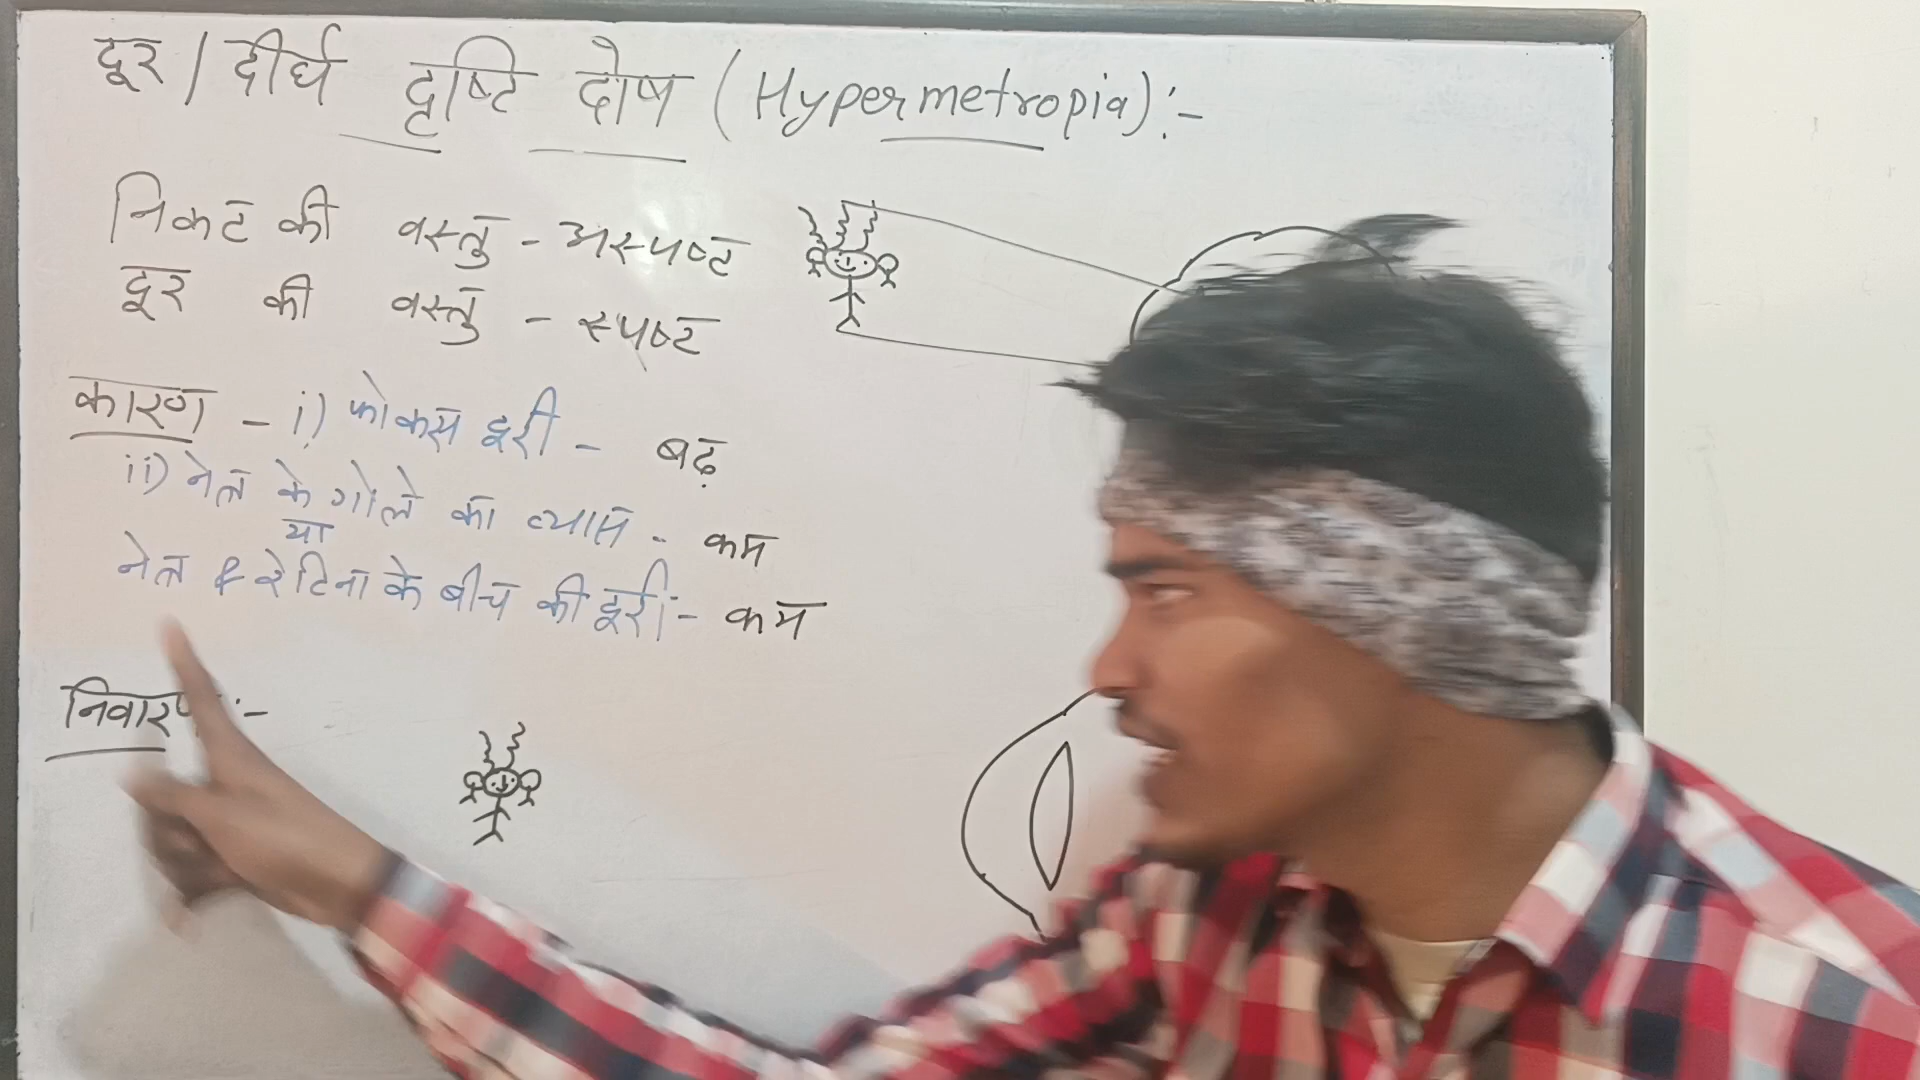 दूर / दीर्घ दृष्टि दोष (Hypermetropia):-
निकट की वस्तु - अस्पष्ट
दूर की वस्तु - स्पष्ट
कारण - i) फोकस दूरी - बढ़
ii) नेत्र के गोले का व्यास - कम
या
नेत्र & रेटिना के बीच की दूरी:- कम
निवारण :-